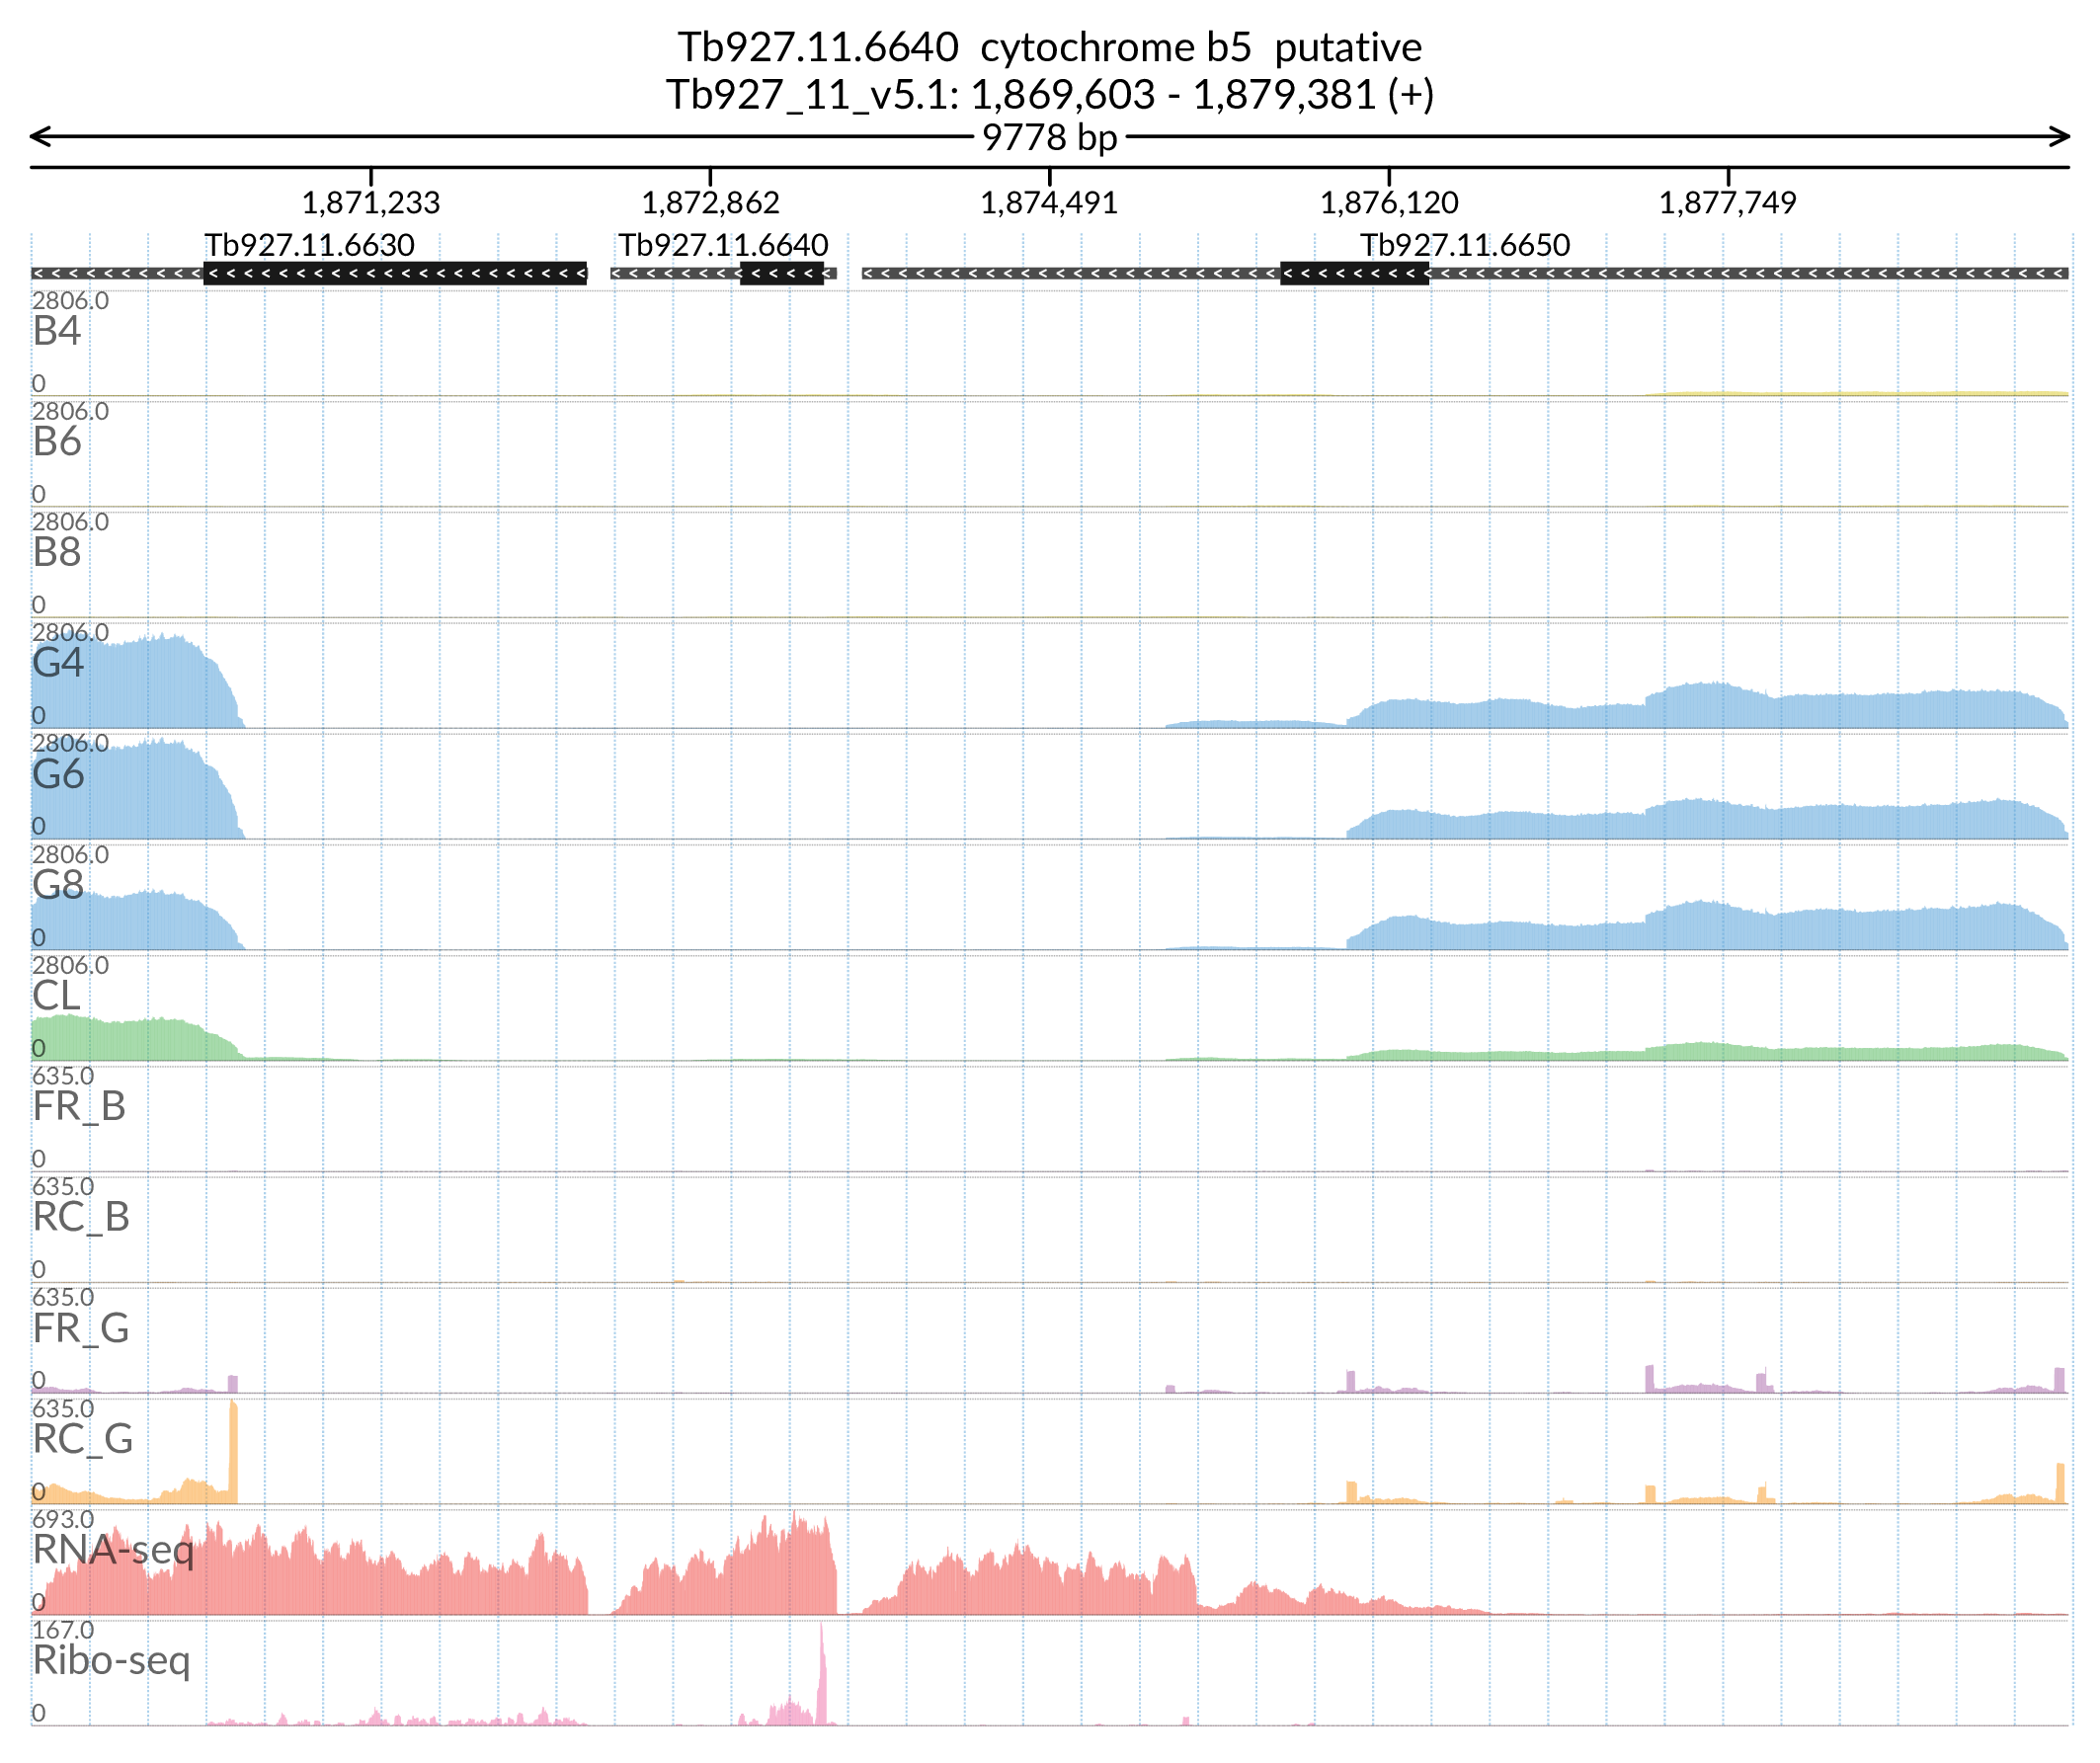 Tb927.11.6640 cytochrome b5 putative
Tb927_11_v5.1: 1,869,603 - 1,879,381 (+)
9778 bp
1,871,233 1,872,862 1,874,491 1,876,120 1,877,749
Tb927.11.6630 Tb927.11.6640 Tb927.11.6650
2806.0
B4
0
2806.0
B6
0
2806.0
B8
0
2806.0
G4
0
2806.0
G6
0
2806.0
G8
0
2806.0
CL
0
635.0
FR_B
0
635.0
RC_B
0
635.0
FR_G
0
635.0
RC_G
0
693.0
RNA-seq
0
167.0
Ribo-seq
0